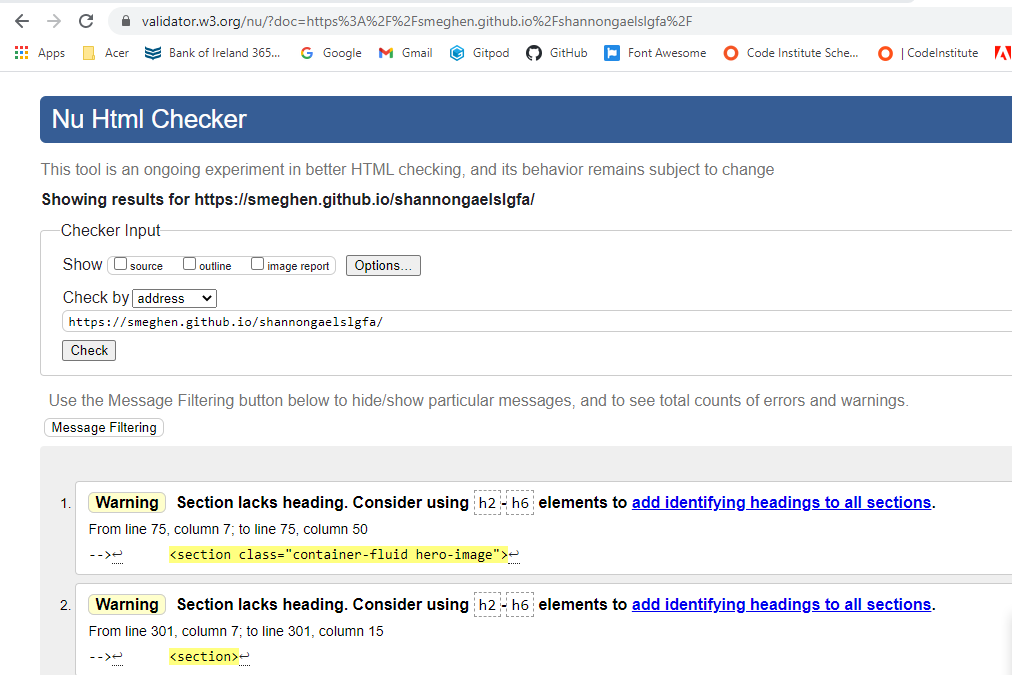 validator.w3.org/nu/?doc=https%3A%2F%2Fsmeghen.github.io%2Fshannongaelslgfa%2F
Apps Acer Bank of Ireland 365... Google Gmail Gitpod GitHub Font Awesome Code Institute Sche... | CodeInstitute
Nu Html Checker
This tool is an ongoing experiment in better HTML checking, and its behavior remains subject to change
Showing results for https://smeghen.github.io/shannongaelslgfa/
Checker Input
Show source outline image report Options...
Check by address
https://smeghen.github.io/shannongaelslgfa/
Check
Use the Message Filtering button below to hide/show particular messages, and to see total counts of errors and warnings.
Message Filtering
1. Warning Section lacks heading. Consider using h2-h6 elements to add identifying headings to all sections.
From line 75, column 7; to line 75, column 50
-->↩ <section class="container-fluid hero-image">↩
2. Warning Section lacks heading. Consider using h2-h6 elements to add identifying headings to all sections.
From line 301, column 7; to line 301, column 15
-->↩ <section>↩